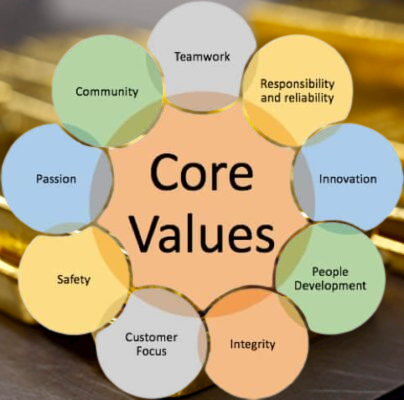 Core
Values
Teamwork
Responsibility
and reliability
Innovation
People
Development
Integrity
Customer
Focus
Safety
Passion
Community